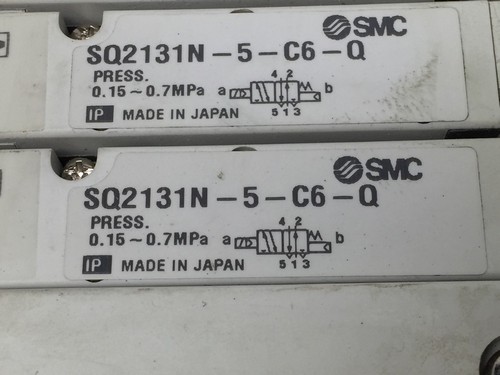 SMC
SQ2131N-5-C6-Q
PRESS.
4 2
0.15~0.7MPa a b
5 1 3
IP MADE IN JAPAN
SMC
SQ2131N-5-C6-Q
PRESS.
4 2
0.15~0.7MPa a b
5 1 3
IP MADE IN JAPAN